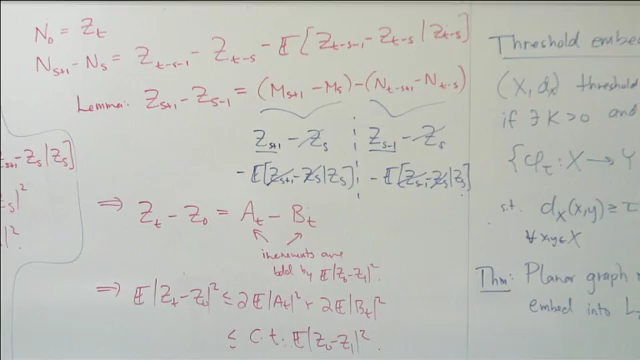 N₀ = Z_t
N_{s+1} - N_s = Z_{t-s-1} - Z_{t-s} - 𝔼[Z_{t-s-1} - Z_{t-s} | Z_{t-s}]
Lemma: Z_{s+1} - Z_{s-1} = (M_{s+1} - M_s) - (N_{t-s+1} - N_{t-s})
Z_{s+1} - Z_s
- 𝔼[Z_{s+1} - Z_s | Z_s]
Z_{s-1} - Z_s
- 𝔼[Z_{s-1} - Z_s | Z_s]
⇒ Z_t - Z_0 = A_t - B_t
increments are
bdd by 𝔼|Z_0 - Z_1|²
⇒ 𝔼|Z_t - Z_0|² ≤ 2𝔼|A_t|² + 2𝔼|B_t|²
≤ C·t·𝔼|Z_0 - Z_1|²
- Z_s | Z_s]
|²
|²
Threshold embed
(X, d_X) threshold
if ∃ K > 0 and
{φ_τ : X → Y
s.t. d_X(x,y) ≥ τ
∀ x,y ∈ X
Thm: Planar graph
embed into L